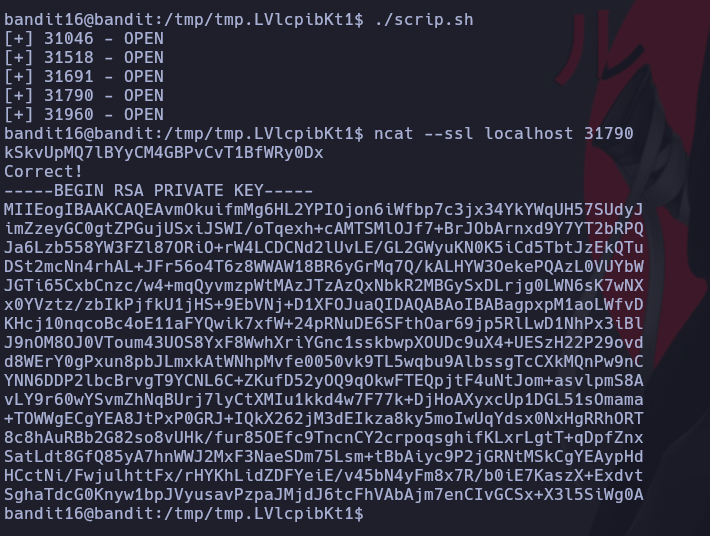 bandit16@bandit:/tmp/tmp.LVlcpibKt1$ ./scrip.sh
[+] 31046 - OPEN
[+] 31518 - OPEN
[+] 31691 - OPEN
[+] 31790 - OPEN
[+] 31960 - OPEN
bandit16@bandit:/tmp/tmp.LVlcpibKt1$ ncat --ssl localhost 31790
kSkvUpMQ7lBYyCM4GBPvCvT1BfWRy0Dx
Correct!
-----BEGIN RSA PRIVATE KEY-----
MIIEogIBAAKCAQEAvmOkuifmMg6HL2YPIOjon6iWfbp7c3jx34YkYWqUH57SUdyJ
imZzeyGC0gtZPGujUSxiJSWI/oTqexh+cAMTSMlOJf7+BrJObArnxd9Y7YT2bRPQ
Ja6Lzb558YW3FZl87ORiO+rW4LCDCNd2lUvLE/GL2GWyuKN0K5iCd5TbtJzEkQTu
DSt2mcNn4rhAL+JFr56o4T6z8WWAW18BR6yGrMq7Q/kALHYW3OekePQAzL0VUYbW
JGTi65CxbCnzc/w4+mqQyvmzpWtMAzJTzAzQxNbkR2MBGySxDLrjg0LWN6sK7wNX
x0YVztz/zbIkPjfkU1jHS+9EbVNj+D1XFOJuaQIDAQABAoIBABagpxpM1aoLWfvD
KHcj10nqcoBc4oE11aFYQwik7xfW+24pRNuDE6SFthOar69jp5RlLwD1NhPx3iBl
J9nOM8OJ0VToum43UOS8YxF8WwhXriYGnc1sskbwpXOUDc9uX4+UESzH22P29ovd
d8WErY0gPxun8pbJLmxkAtWNhpMvfe0050vk9TL5wqbu9AlbssgTcCXkMQnPw9nC
YNN6DDP2lbcBrvgT9YCNL6C+ZKufD52yOQ9qOkwFTEQpjtF4uNtJom+asvlpmS8A
vLY9r60wYSvmZhNqBUrj7lyCtXMIu1kkd4w7F77k+DjHoAXyxcUp1DGL51sOmama
+TOWWgECgYEA8JtPxP0GRJ+IQkX262jM3dEIkza8ky5moIwUqYdsx0NxHgRRhORT
8c8hAuRBb2G82so8vUHk/fur85OEfc9TncnCY2crpoqsghifKLxrLgtT+qDpfZnx
SatLdt8GfQ85yA7hnWWJ2MxF3NaeSDm75Lsm+tBbAiyc9P2jGRNtMSkCgYEAypHd
HCctNi/FwjulhttFx/rHYKhLidZDFYeiE/v45bN4yFm8x7R/b0iE7KaszX+Exdvt
SghaTdcG0Knyw1bpJVyusavPzpaJMjdJ6tcFhVAbAjm7enCIvGCSx+X3l5SiWg0A
bandit16@bandit:/tmp/tmp.LVlcpibKt1$